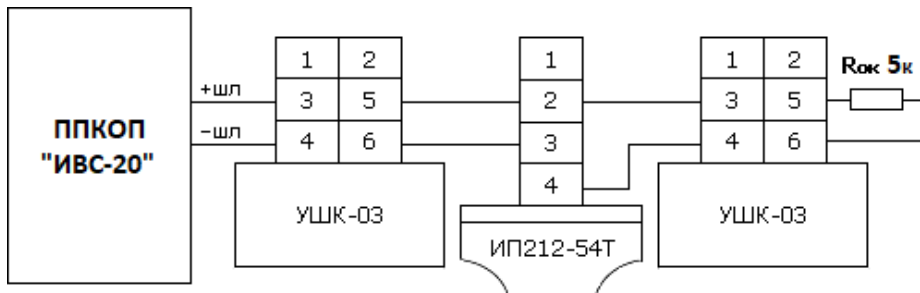 ППКОП
"ИВС-20"
+шл
−шл
1 2
3 5
4 6
УШК-03
1
2
3
4
ИП212-54Т
1 2
3 5
4 6
УШК-03
Rок 5к